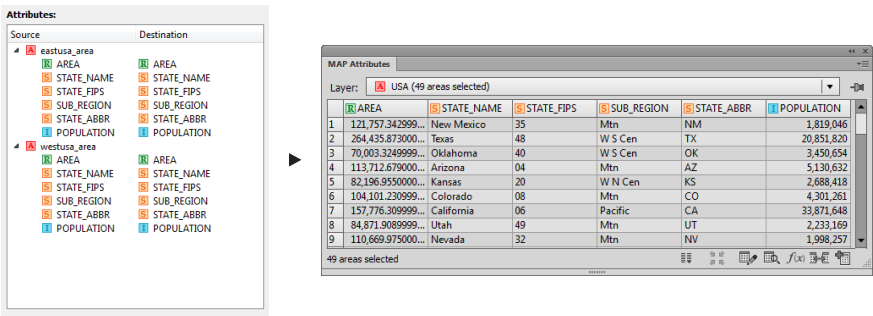 Attributes:
Source Destination
A eastusa_area
R AREA R AREA
S STATE_NAME S STATE_NAME
S STATE_FIPS S STATE_FIPS
S SUB_REGION S SUB_REGION
S STATE_ABBR S STATE_ABBR
I POPULATION I POPULATION
A westusa_area
R AREA R AREA
S STATE_NAME S STATE_NAME
S STATE_FIPS S STATE_FIPS
S SUB_REGION S SUB_REGION
S STATE_ABBR S STATE_ABBR
I POPULATION I POPULATION
MAP Attributes
Layer: A USA (49 areas selected)
R AREA S STATE_NAME S STATE_FIPS S SUB_REGION S STATE_ABBR I POPULATION
1 121,757.342999... New Mexico 35 Mtn NM 1,819,046
2 264,435.873000... Texas 48 W S Cen TX 20,851,820
3 70,003.3249999... Oklahoma 40 W S Cen OK 3,450,654
4 113,712.679000... Arizona 04 Mtn AZ 5,130,632
5 82,196.9550000... Kansas 20 W N Cen KS 2,688,418
6 104,101.230999... Colorado 08 Mtn CO 4,301,261
7 157,776.309999... California 06 Pacific CA 33,871,648
8 84,871.9089999... Utah 49 Mtn UT 2,233,169
9 110,669.975000... Nevada 32 Mtn NV 1,998,257
49 areas selected f(x)